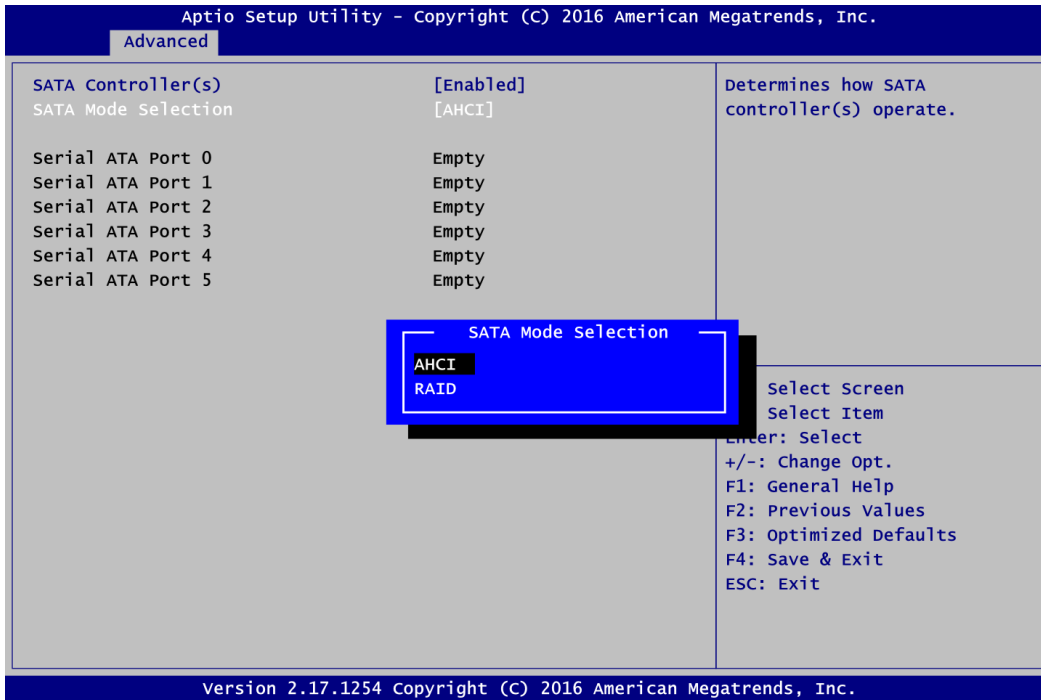 Aptio Setup Utility - Copyright (C) 2016 American Megatrends, Inc.
Advanced
SATA Controller(s) [Enabled]
SATA Mode Selection [AHCI]
Serial ATA Port 0 Empty
Serial ATA Port 1 Empty
Serial ATA Port 2 Empty
Serial ATA Port 3 Empty
Serial ATA Port 4 Empty
Serial ATA Port 5 Empty
SATA Mode Selection
AHCI
RAID
Determines how SATA
controller(s) operate.
Select Screen
Select Item
Enter: Select
+/-: Change Opt.
F1: General Help
F2: Previous Values
F3: Optimized Defaults
F4: Save & Exit
ESC: Exit
Version 2.17.1254 Copyright (C) 2016 American Megatrends, Inc.